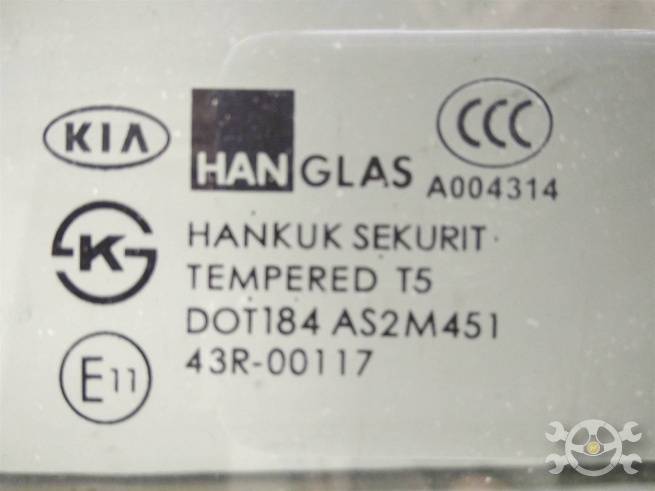 KIA
HANGLAS
CCC
A004314
K
HANKUK SEKURIT
TEMPERED T5
DOT184 AS2M451
43R-00117
E11